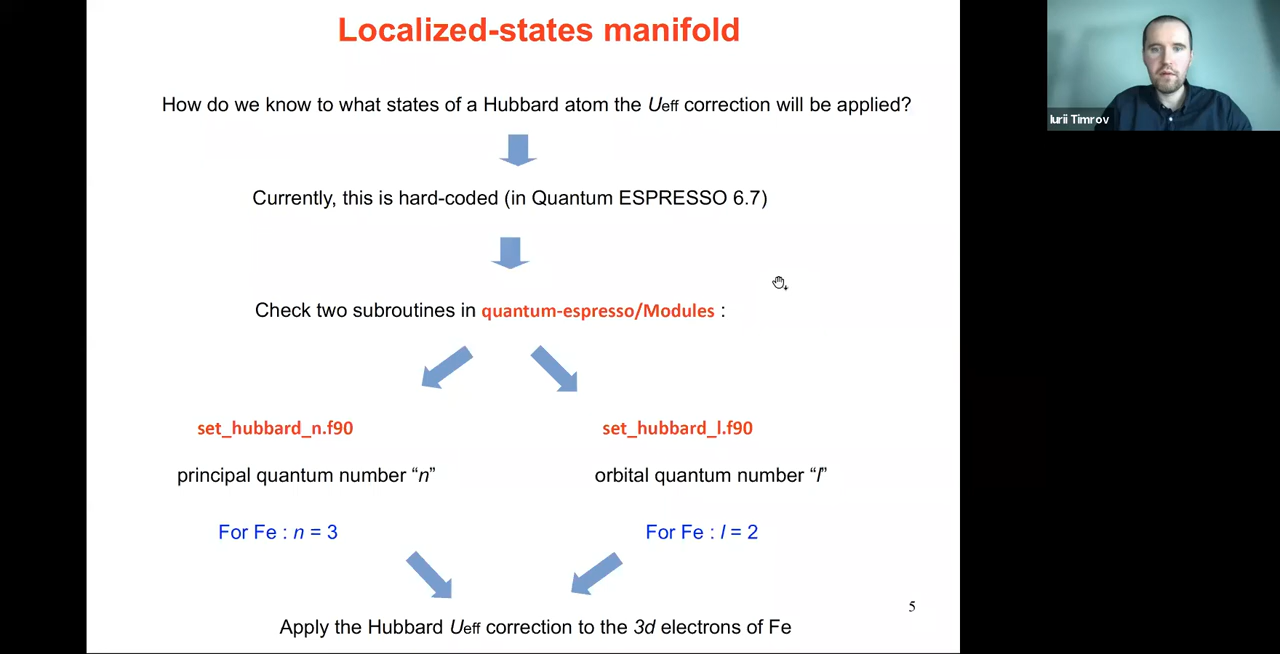 Localized-states manifold
How do we know to what states of a Hubbard atom the Ueff correction will be applied?
Iurii Timrov
Currently, this is hard-coded (in Quantum ESPRESSO 6.7)
Check two subroutines in quantum-espresso/Modules :
set_hubbard_n.f90
set_hubbard_l.f90
principal quantum number “n”
orbital quantum number “l”
For Fe : n = 3
For Fe : l = 2
5
Apply the Hubbard Ueff correction to the 3d electrons of Fe